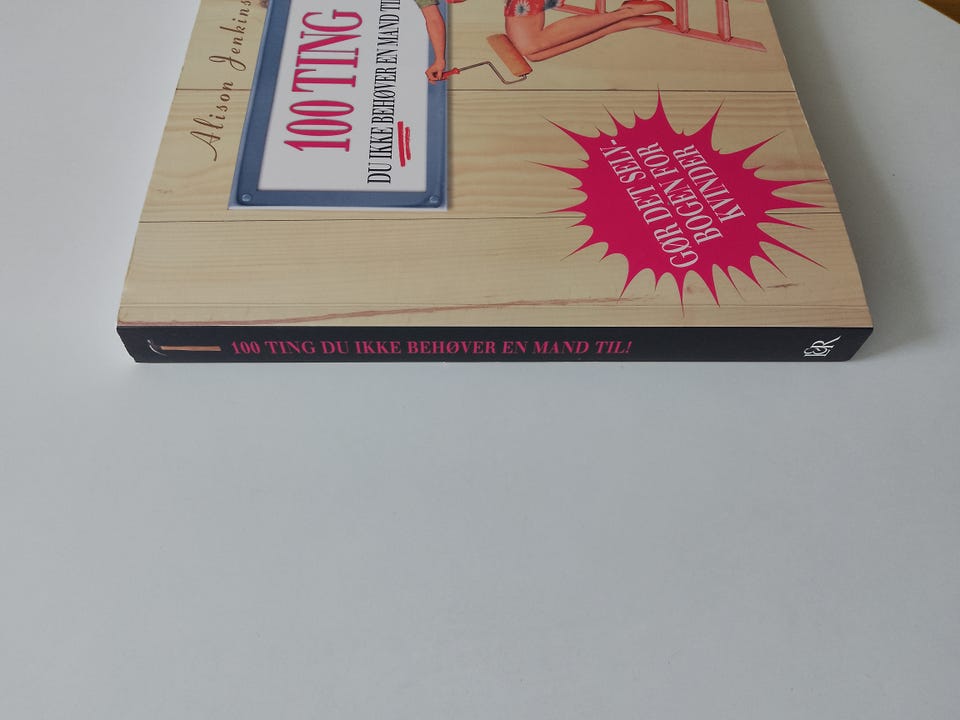 Alison Jenkins
100 TING
DU IKKE BEHØVER EN MAND TIL
GØR DET SELV-
BOGEN FOR
KVINDER
100 TING DU IKKE BEHØVER EN MAND TIL!
L&R